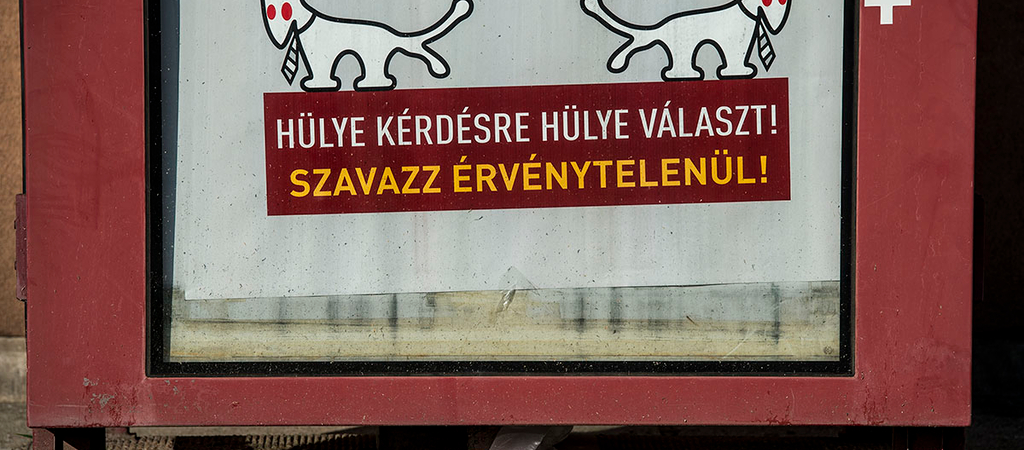 HÜLYE KÉRDÉSRE HÜLYE VÁLASZT!
SZAVAZZ ÉRVÉNYTELENÜL!